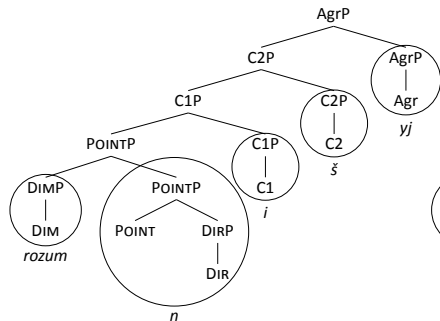 AgrP
C2P AgrP
C1P C2P Agr
POINTP C1P C2 yj
DIMP POINTP C1 š
DIM POINT DIRP i
rozum DIR
n